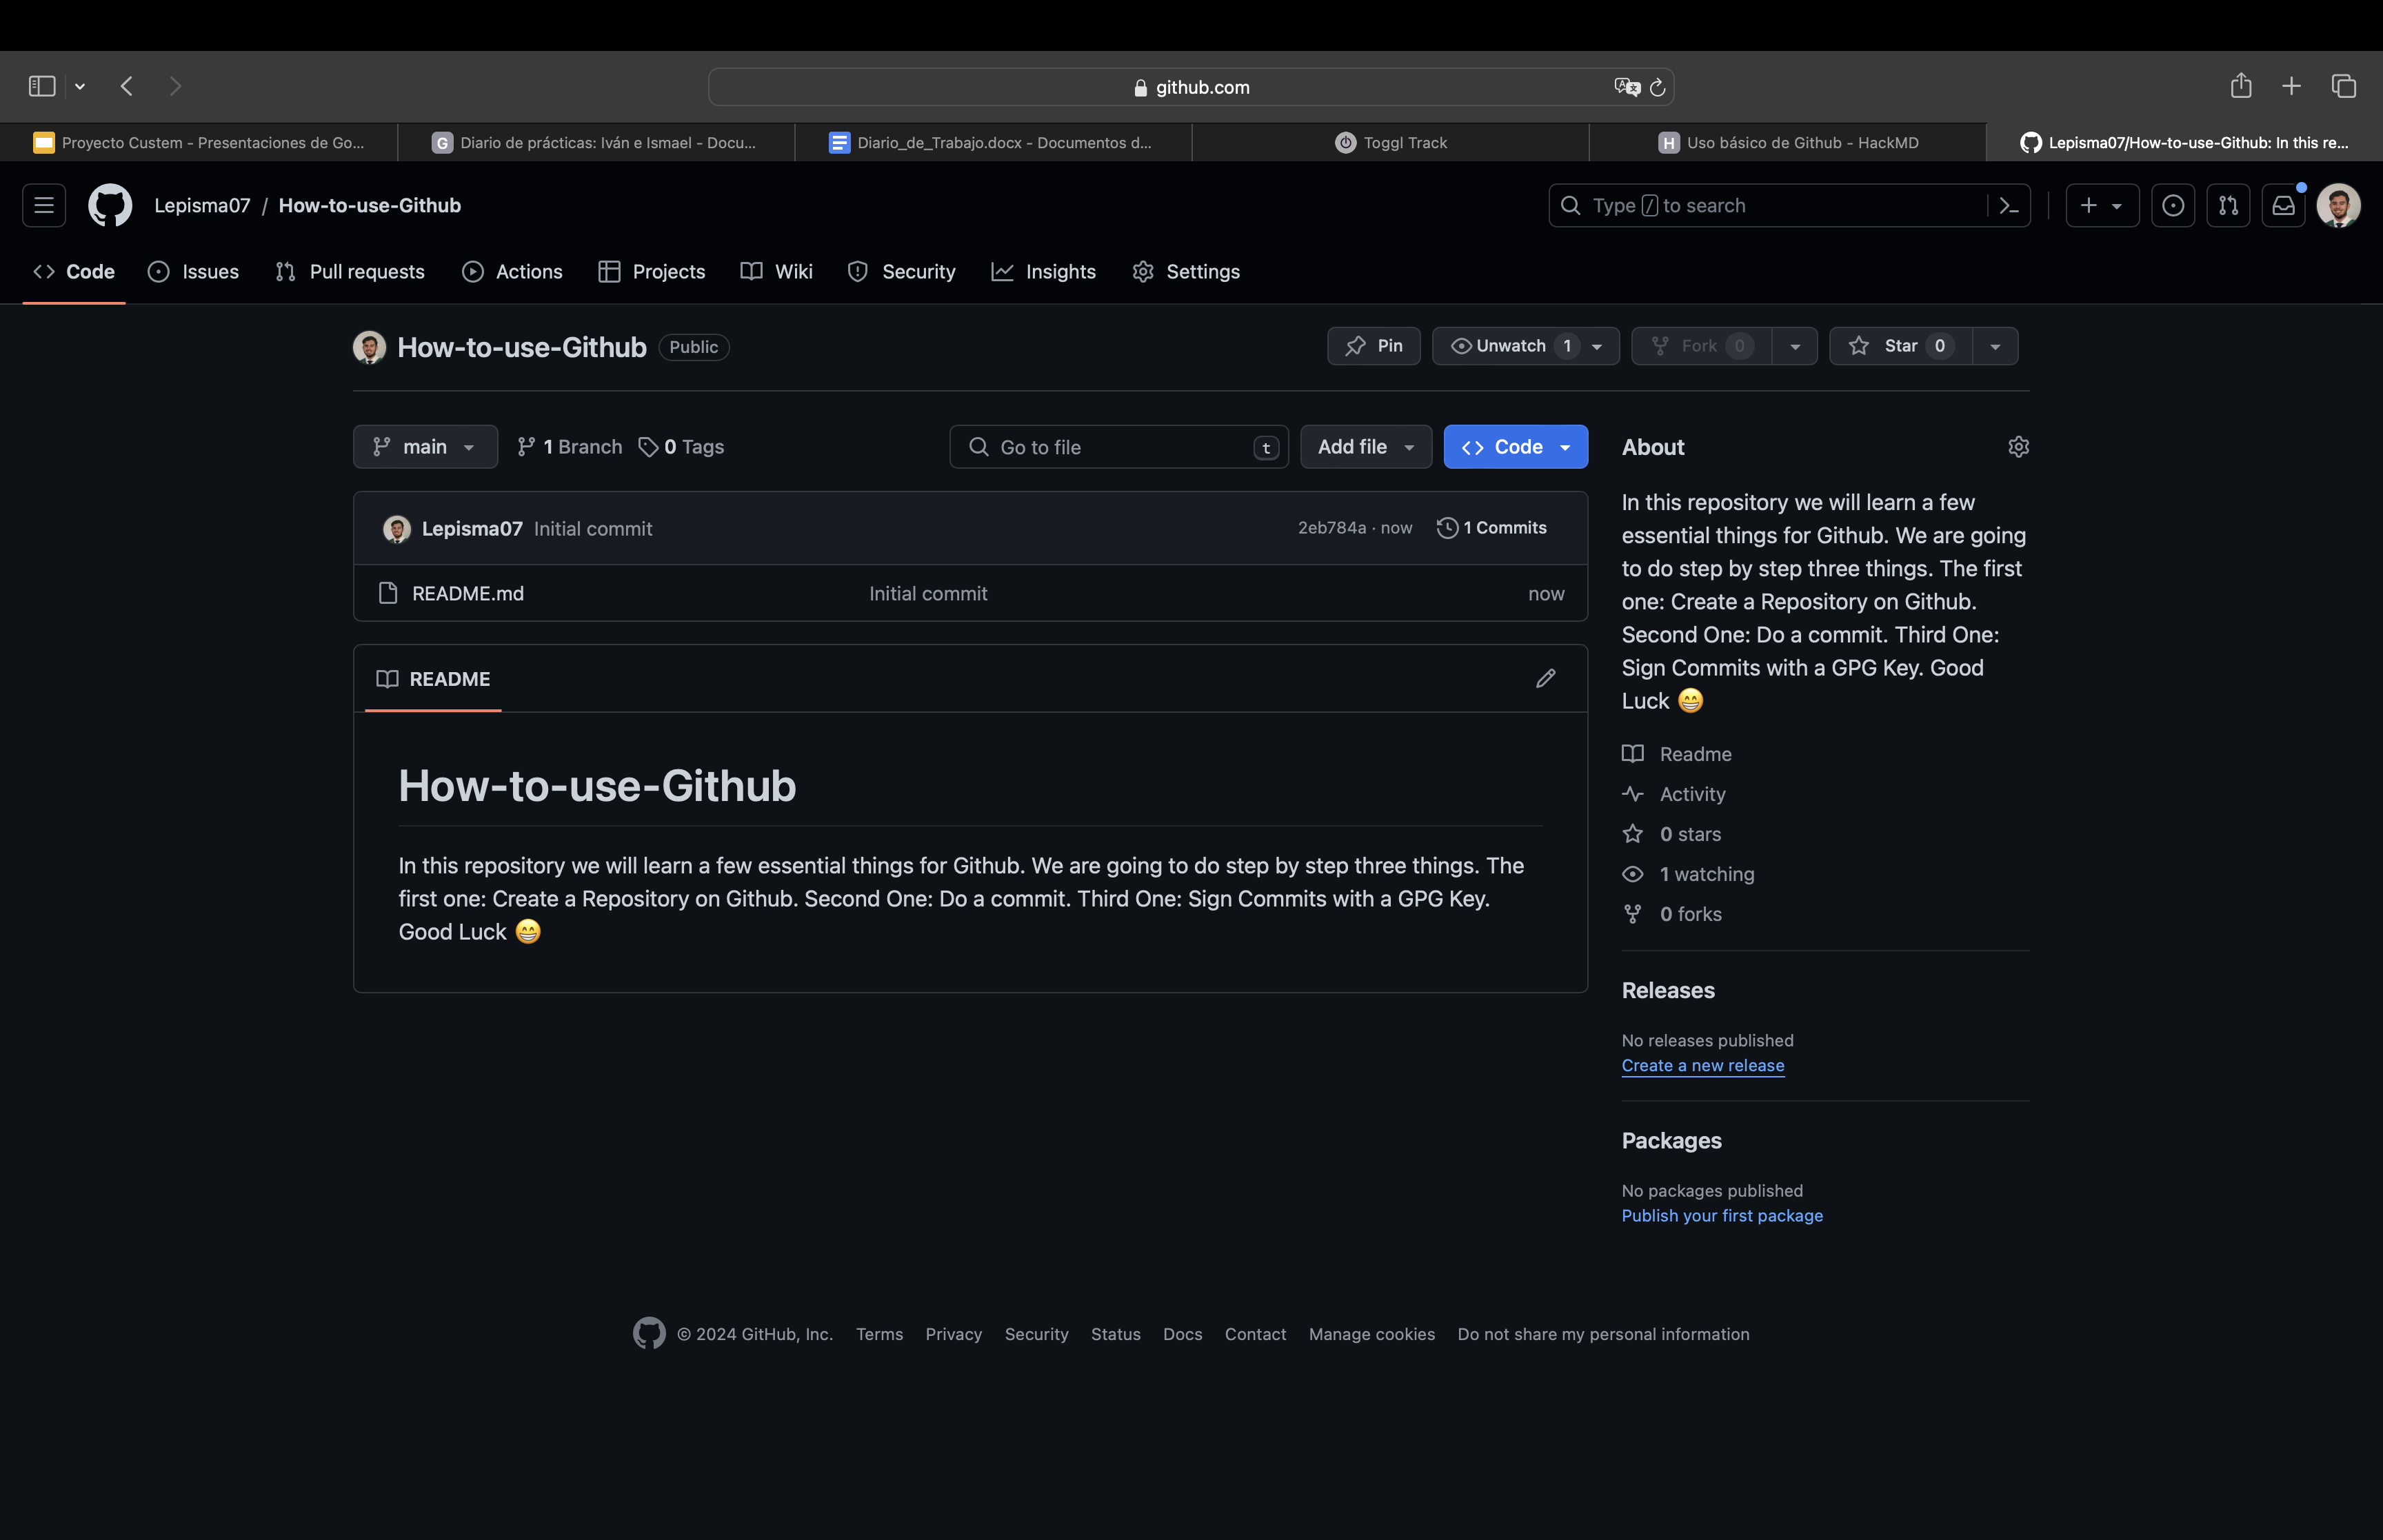 github.com
Proyecto Custem - Presentaciones de Go...
G Diario de prácticas: Iván e Ismael - Docu...
Diario_de_Trabajo.docx - Documentos d...
Toggl Track
H Uso básico de Github - HackMD
Lepisma07/How-to-use-Github: In this re...
Lepisma07 / How-to-use-Github
Type / to search
Code Issues Pull requests Actions Projects Wiki Security Insights Settings
How-to-use-Github Public
Pin Unwatch 1 Fork 0 Star 0
main 1 Branch 0 Tags
Go to file t Add file Code
Lepisma07 Initial commit 2eb784a · now 1 Commits
README.md Initial commit now
README
How-to-use-Github
In this repository we will learn a few essential things for Github. We are going to do step by step three things. The
first one: Create a Repository on Github. Second One: Do a commit. Third One: Sign Commits with a GPG Key.
Good Luck 😁
About
In this repository we will learn a few
essential things for Github. We are going
to do step by step three things. The first
one: Create a Repository on Github.
Second One: Do a commit. Third One:
Sign Commits with a GPG Key. Good
Luck 😁
Readme
Activity
0 stars
1 watching
0 forks
Releases
No releases published
Create a new release
Packages
No packages published
Publish your first package
© 2024 GitHub, Inc. Terms Privacy Security Status Docs Contact Manage cookies Do not share my personal information